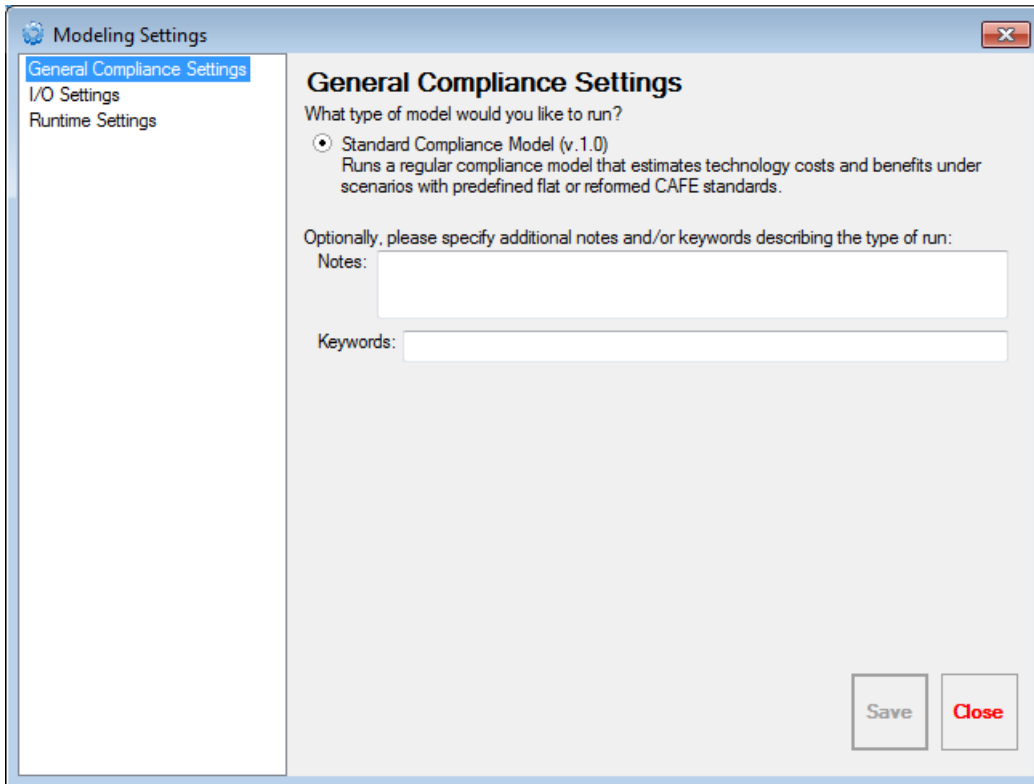 Modeling Settings
General Compliance Settings
I/O Settings
Runtime Settings
General Compliance Settings
What type of model would you like to run?
Standard Compliance Model (v.1.0)
Runs a regular compliance model that estimates technology costs and benefits under
scenarios with predefined flat or reformed CAFE standards.
Optionally, please specify additional notes and/or keywords describing the type of run:
Notes:
Keywords:
Save
Close